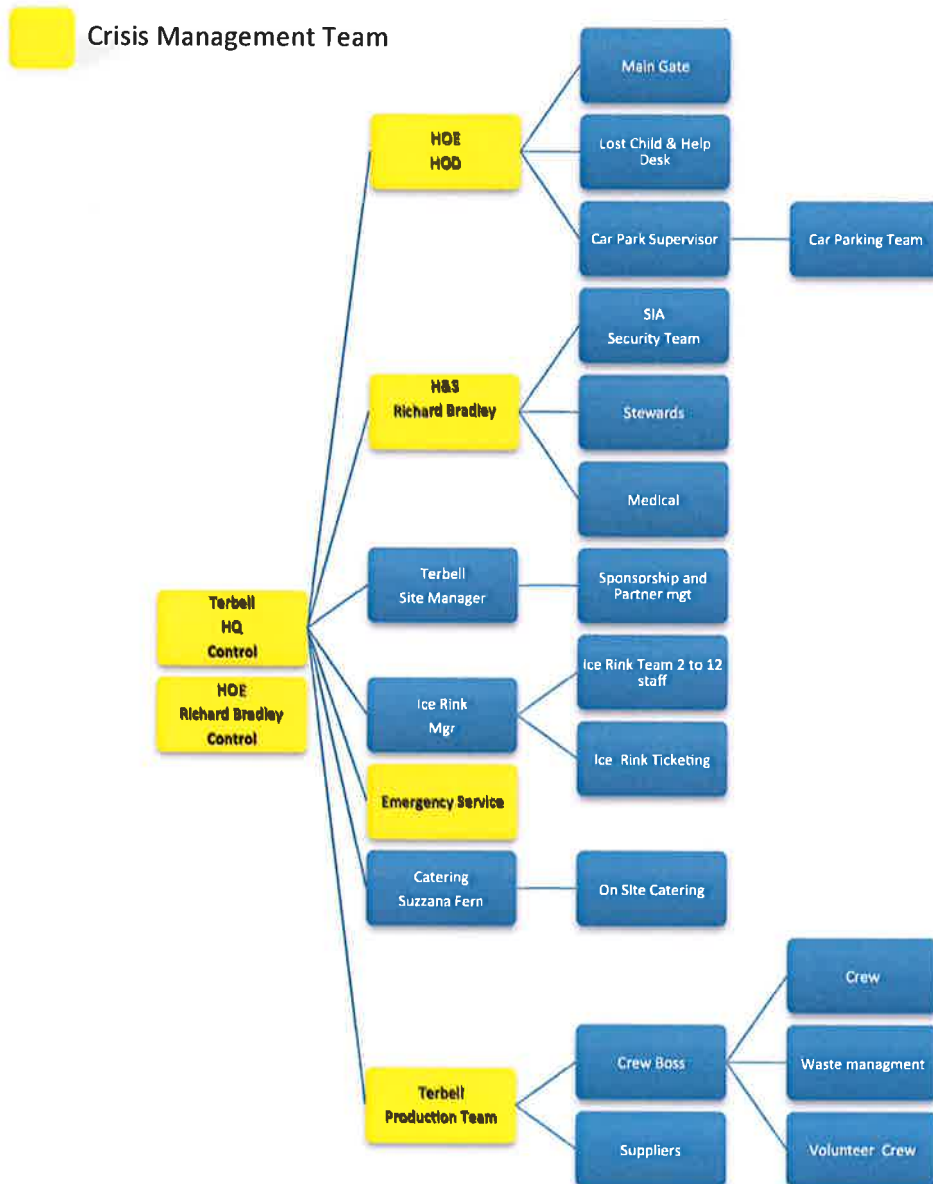 Crisis Management Team
Main Gate
HOE
HOD
Lost Child & Help
Desk
Car Park Supervisor
Car Parking Team
SIA
Security Team
H&S
Richard Bradley
Stewards
Medical
Terbell
Site Manager
Sponsorship and
Partner mgt
Terbell
HQ
Control
HOE
Richard Bradley
Control
Ice Rink Team 2 to 12
staff
Ice Rink
Mgr
Ice Rink Ticketing
Emergency Service
Catering
Suzzana Fern
On Site Catering
Crew
Crew Boss
Waste managment
Terbell
Production Team
Suppliers
Volunteer Crew